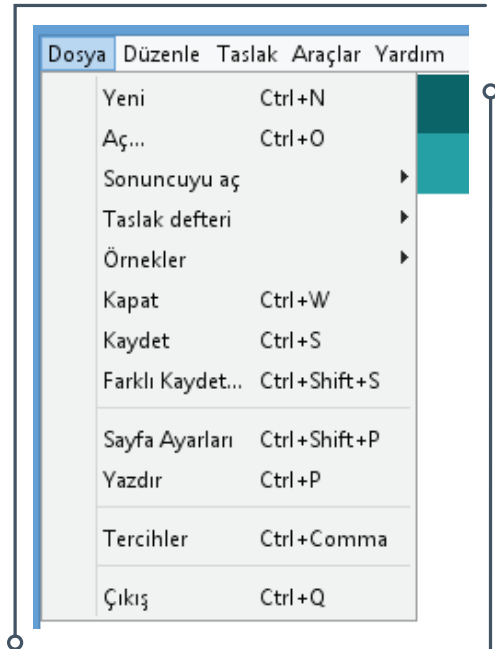 Dosya Düzenle Taslak Araçlar Yardım
Yeni Ctrl+N
Aç... Ctrl+O
Sonuncuyu aç
Taslak defteri
Örnekler
Kapat Ctrl+W
Kaydet Ctrl+S
Farklı Kaydet... Ctrl+Shift+S
Sayfa Ayarları Ctrl+Shift+P
Yazdır Ctrl+P
Tercihler Ctrl+Comma
Çıkış Ctrl+Q